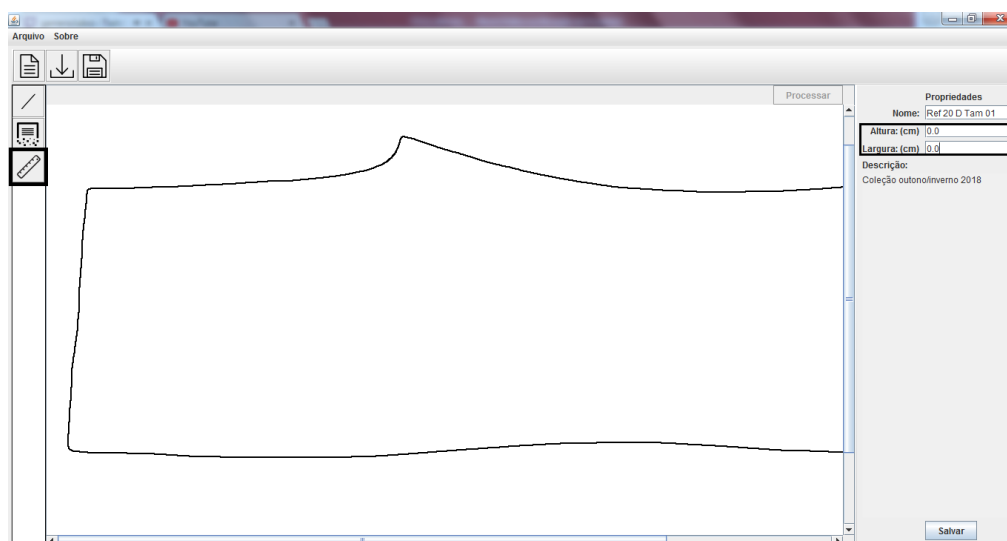 Arquivo Sobre
Processar
Propriedades
Nome: Ref 20 D Tam 01
Altura: (cm) 0.0
Largura: (cm) 0.0
Descrição:
Coleção outono/inverno 2018
Salvar